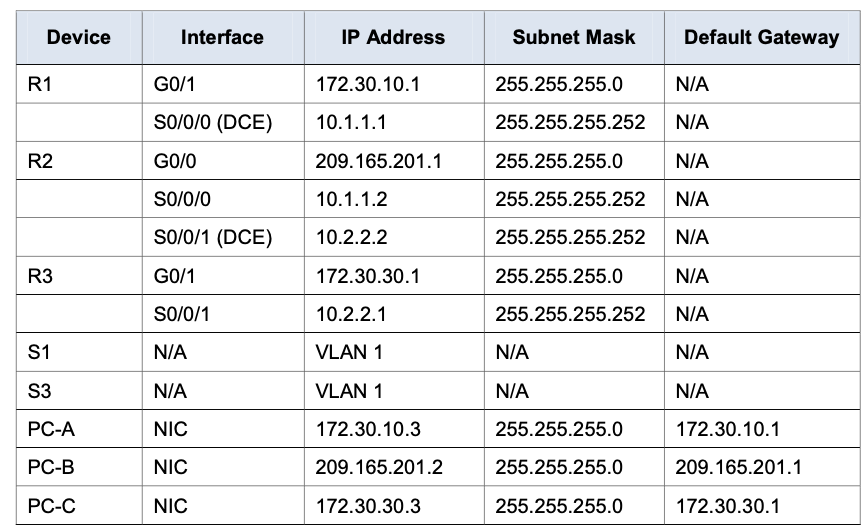 Device Interface IP Address Subnet Mask Default Gateway
R1 G0/1 172.30.10.1 255.255.255.0 N/A
S0/0/0 (DCE) 10.1.1.1 255.255.255.252 N/A
R2 G0/0 209.165.201.1 255.255.255.0 N/A
S0/0/0 10.1.1.2 255.255.255.252 N/A
S0/0/1 (DCE) 10.2.2.2 255.255.255.252 N/A
R3 G0/1 172.30.30.1 255.255.255.0 N/A
S0/0/1 10.2.2.1 255.255.255.252 N/A
S1 N/A VLAN 1 N/A N/A
S3 N/A VLAN 1 N/A N/A
PC-A NIC 172.30.10.3 255.255.255.0 172.30.10.1
PC-B NIC 209.165.201.2 255.255.255.0 209.165.201.1
PC-C NIC 172.30.30.3 255.255.255.0 172.30.30.1